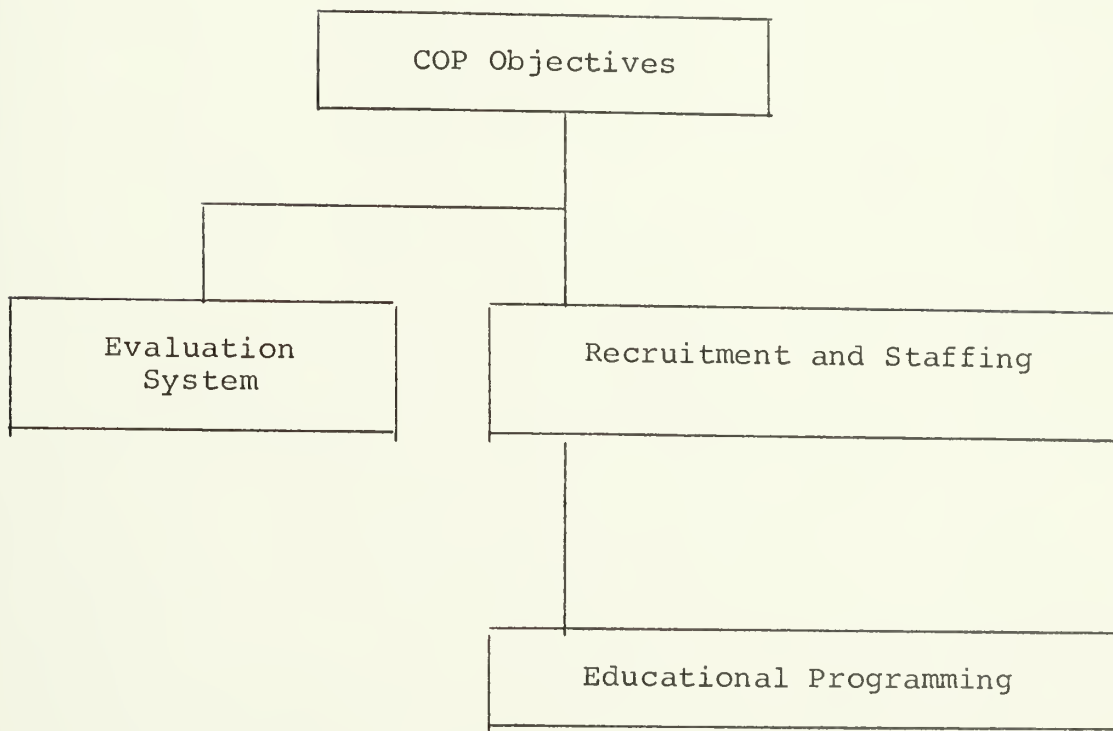 COP Objectives
Evaluation
System
Recruitment and Staffing
Educational Programming